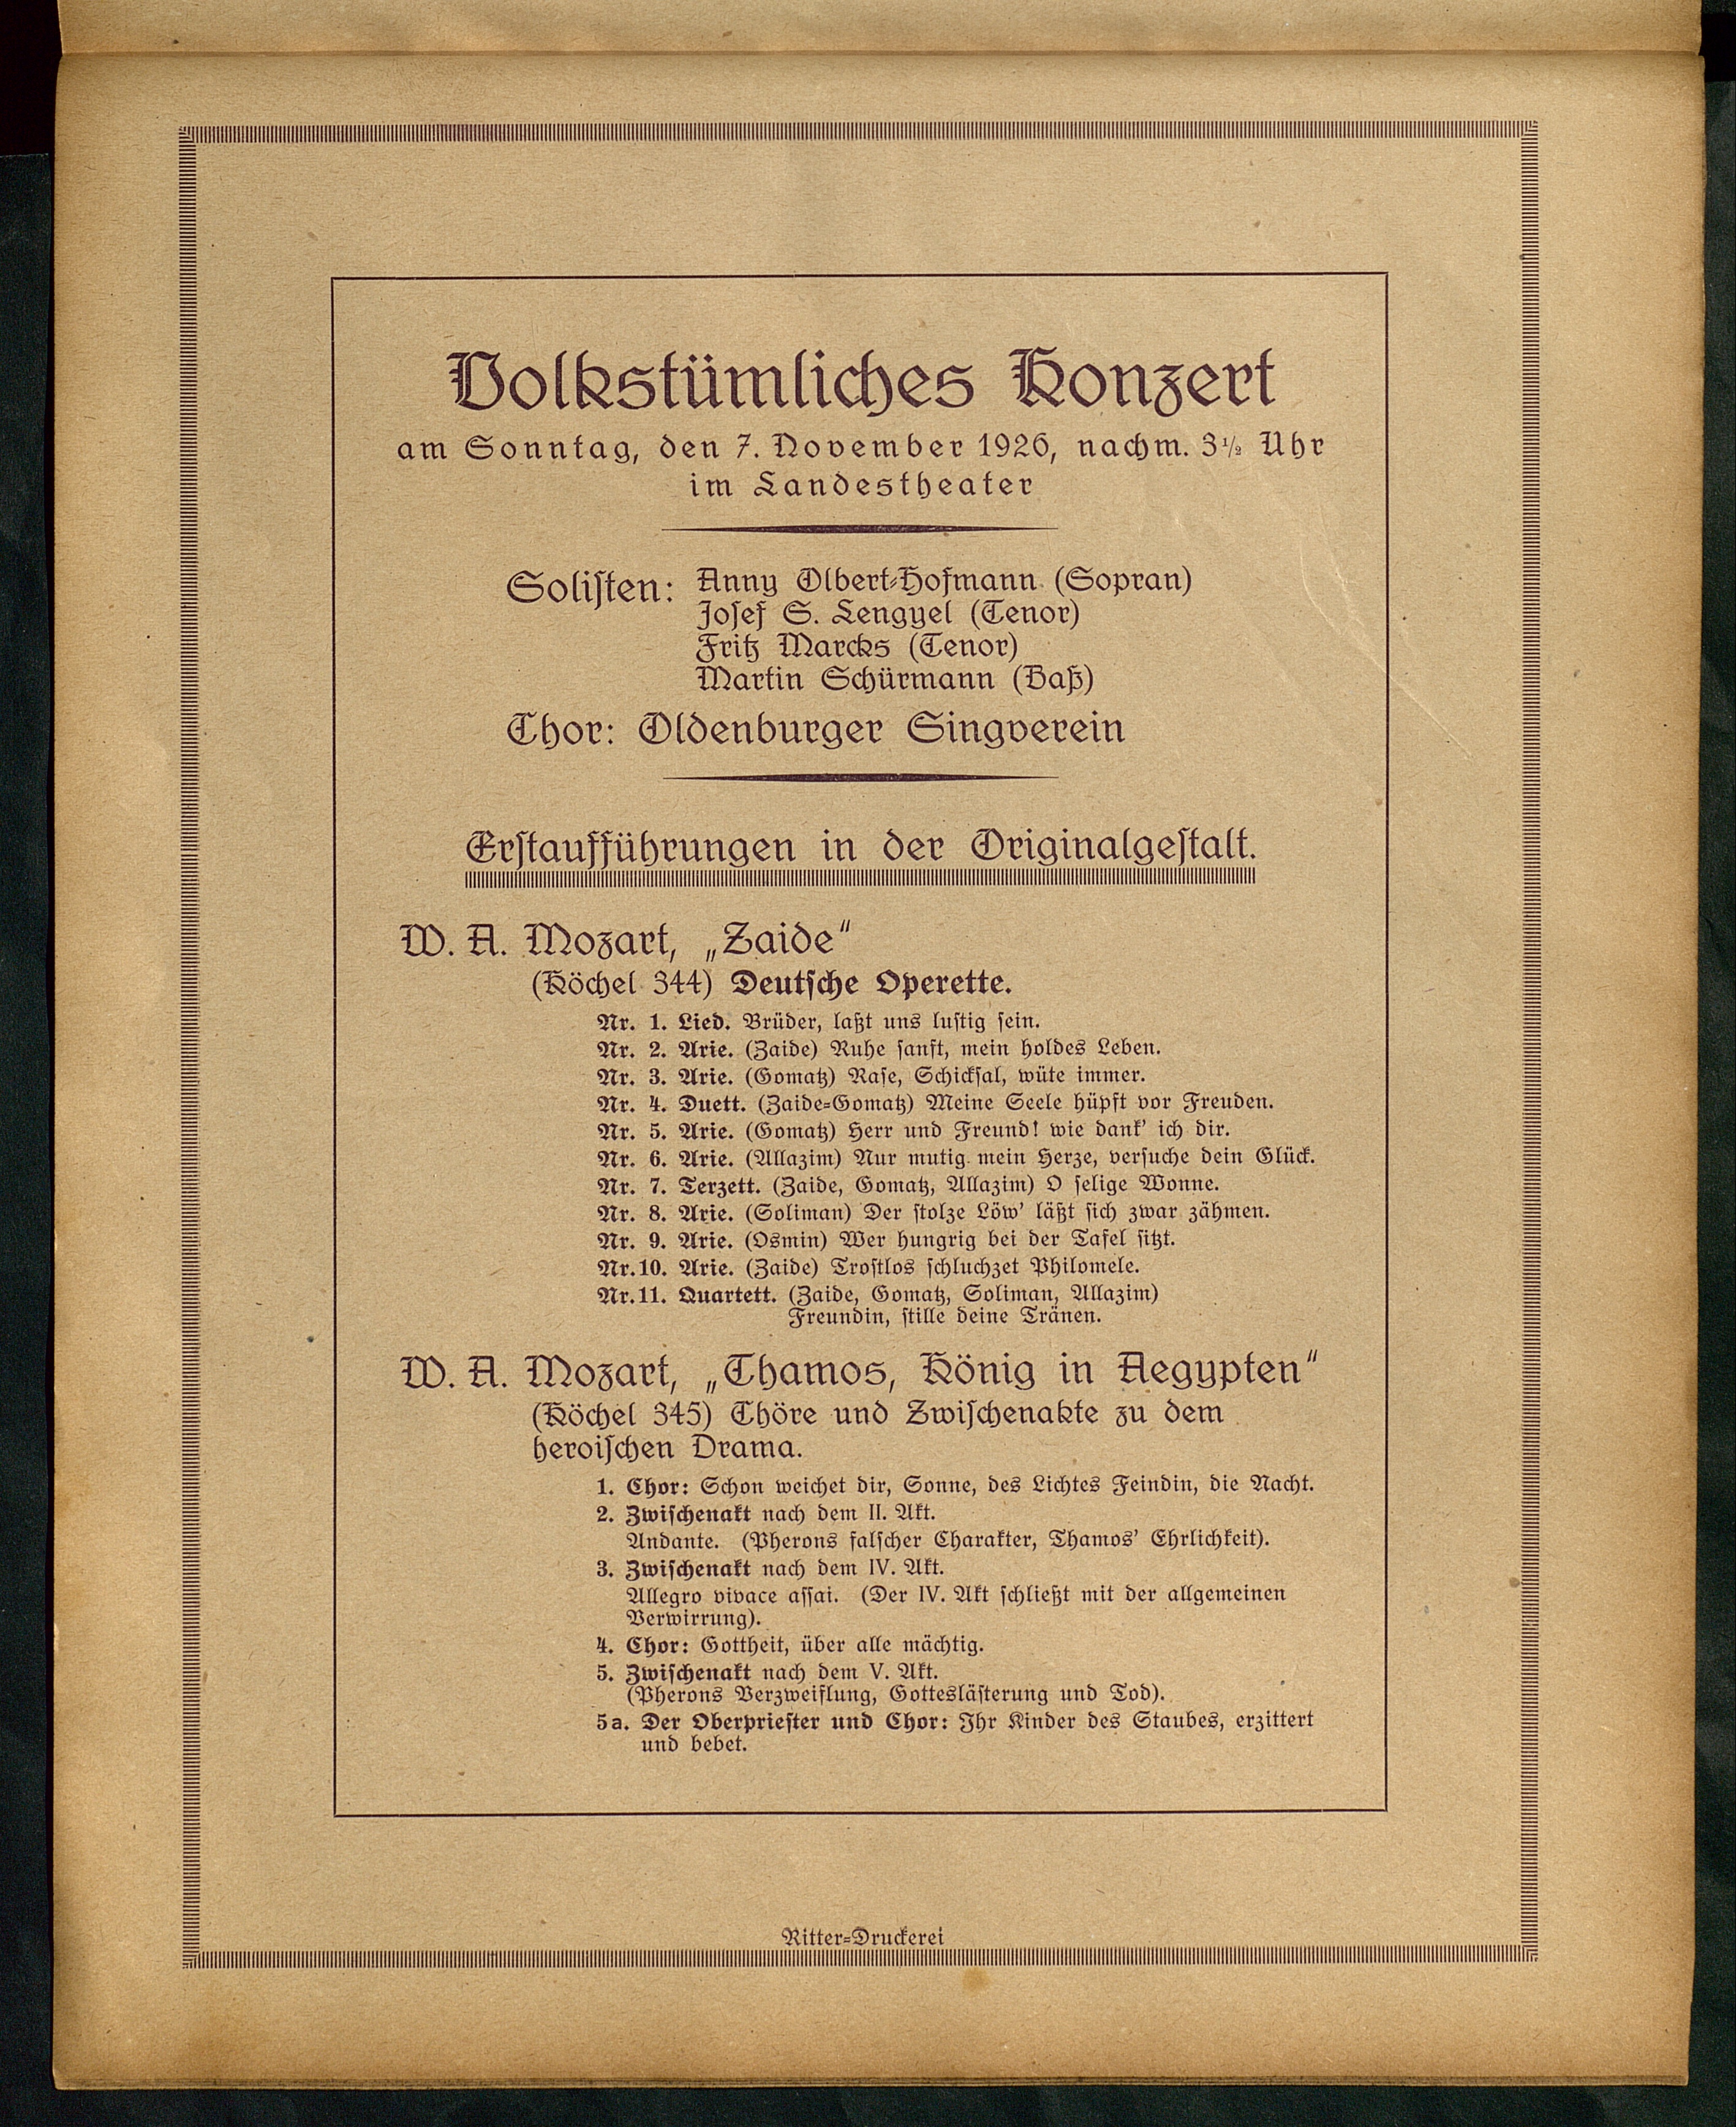 Volkstümliches Konzert
am Sonntag, den 7. November 1926, nachm. 3½ Uhr
im Landestheater
Solisten: Anny Olbert-Hofmann (Sopran)
Josef S. Lengyel (Tenor)
Fritz Marcks (Tenor)
Martin Schürmann (Baß)
Chor: Oldenburger Singverein
Erstaufführungen in der Originalgestalt.
W. A. Mozart, „Zaide“
(Köchel 344) Deutsche Operette.
Nr. 1. Lied. Brüder, laßt uns lustig sein.
Nr. 2. Arie. (Zaide) Ruhe sanft, mein holdes Leben.
Nr. 3. Arie. (Gomatz) Rase, Schicksal, wüte immer.
Nr. 4. Duett. (Zaide-Gomatz) Meine Seele hüpft vor Freuden.
Nr. 5. Arie. (Gomatz) Herr und Freund! wie dank' ich dir.
Nr. 6. Arie. (Allazim) Nur mutig mein Herze, versuche dein Glück.
Nr. 7. Terzett. (Zaide, Gomatz, Allazim) O selige Wonne.
Nr. 8. Arie. (Soliman) Der stolze Löw' läßt sich zwar zähmen.
Nr. 9. Arie. (Osmin) Wer hungrig bei der Tafel sitzt.
Nr. 10. Arie. (Zaide) Trostlos schluchzet Philomele.
Nr. 11. Quartett. (Zaide, Gomatz, Soliman, Allazim)
Freundin, stille deine Tränen.
W. A. Mozart, „Thamos, König in Aegypten“
(Köchel 345) Chöre und Zwischenakte zu dem
heroischen Drama.
1. Chor: Schon weichet dir, Sonne, des Lichtes Feindin, die Nacht.
2. Zwischenakt nach dem II. Akt.
Andante. (Pherons falscher Charakter, Thamos' Ehrlichkeit).
3. Zwischenakt nach dem IV. Akt.
Allegro vivace assai. (Der IV. Akt schließt mit der allgemeinen
Verwirrung).
4. Chor: Gottheit, über alle mächtig.
5. Zwischenakt nach dem V. Akt.
(Pherons Verzweiflung, Gotteslästerung und Tod).
5a. Der Oberpriester und Chor: Ihr Kinder des Staubes, erzittert
und bebet.
Ritter-Druckerei